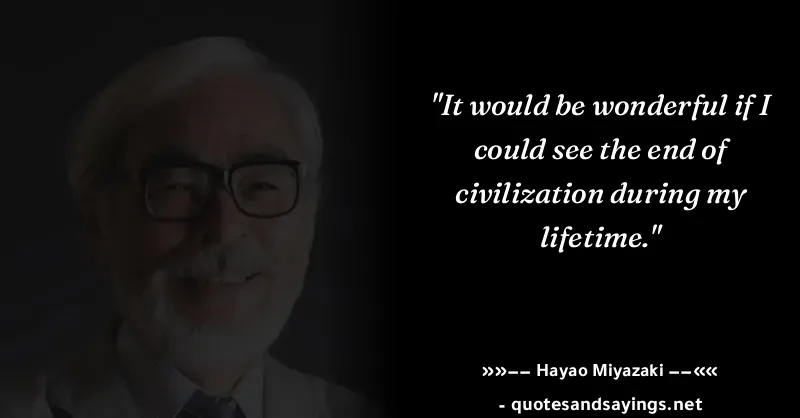 "It would be wonderful if I
could see the end of
civilization during my
lifetime."
»»–– Hayao Miyazaki ––««
- quotesandsayings.net